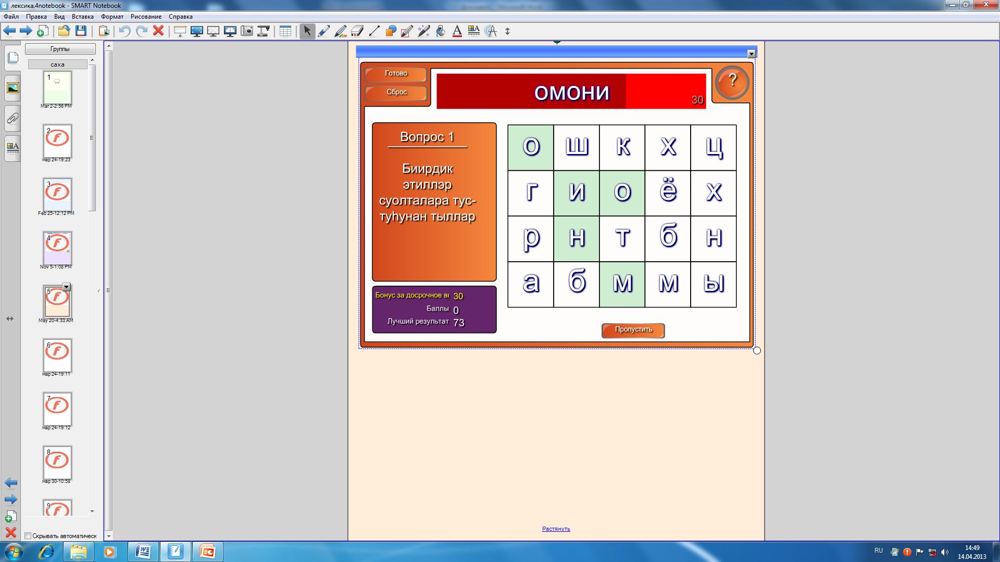 лексика.4notebook - SMART Notebook
Файл Правка Вид Вставка Формат Рисование Справка
Группы
саха
1
Mar 2-2:56 PM
2
мар 24-19:23
3
Feb 25-12:12 PM
4
Nov 5-1:08 PM
5
May 20-4:33 AM
6
мар 24-19:11
7
мар 24-19:12
8
мар 30-10:58
9
Скрывать автоматическ
Готово
Сброс
омони
30
?
Вопрос 1
Биирдик
этиллэр
суолталара тус-
туһунан тыллар
о ш к х ц
г и о ё х
р н т б н
а б м м ы
Бонус за досрочное вы 30
Баллы 0
Лучший результат 73
Пропустить
Растянуть
RU
14:49
14.04.2013